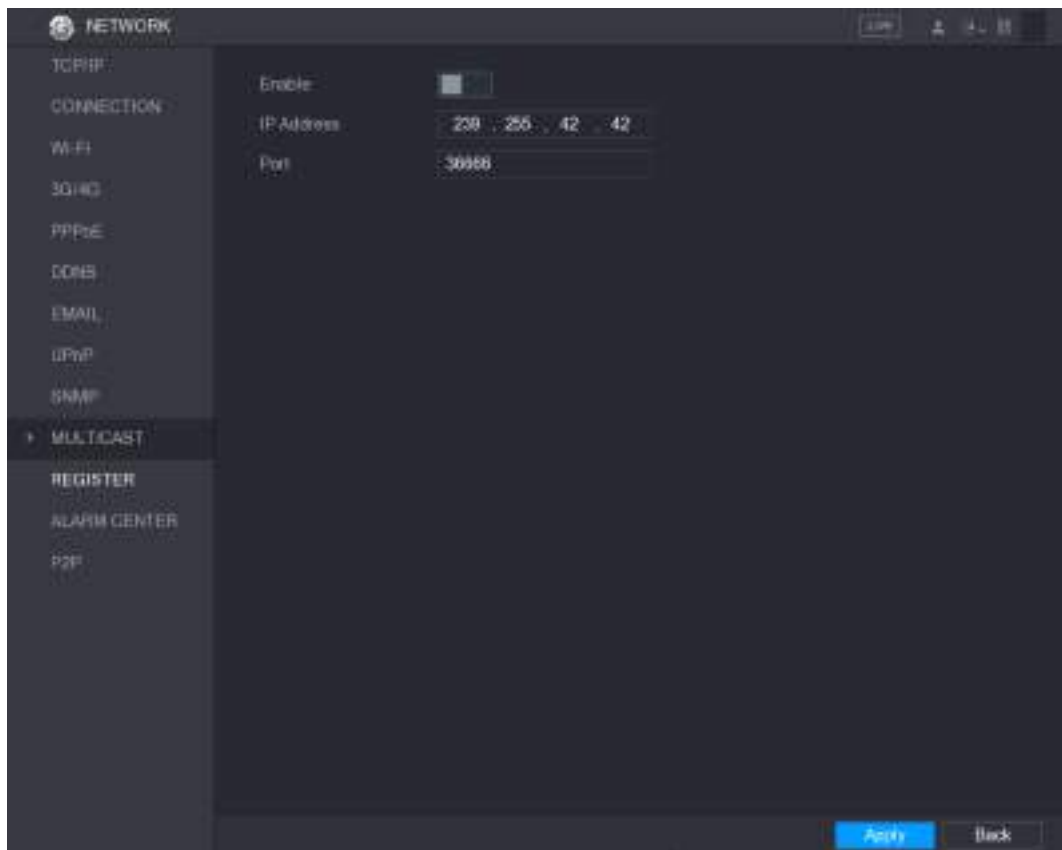 NETWORK
LIVE
TCP/IP
CONNECTION
WI-FI
3G/4G
PPPoE
DDNS
EMAIL
UPnP
SNMP
MULTICAST
REGISTER
ALARM CENTER
P2P
Enable
IP Address 239 . 255 . 42 . 42
Port 36666
Apply Back